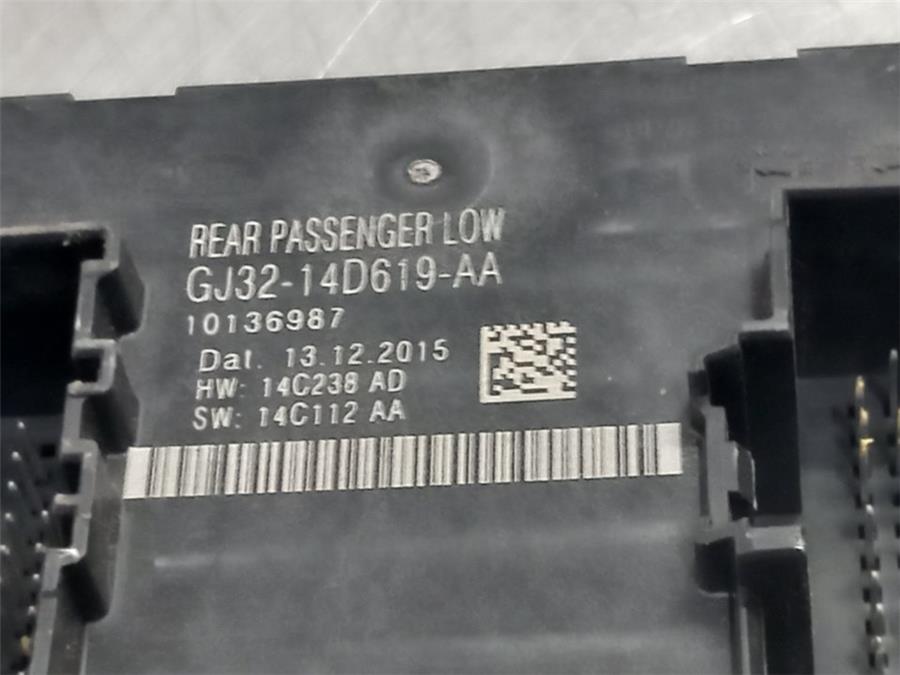 REAR PASSENGER LOW
GJ32-14D619-AA
10136987
Dat. 13.12.2015
HW: 14C238 AD
SW: 14C112 AA